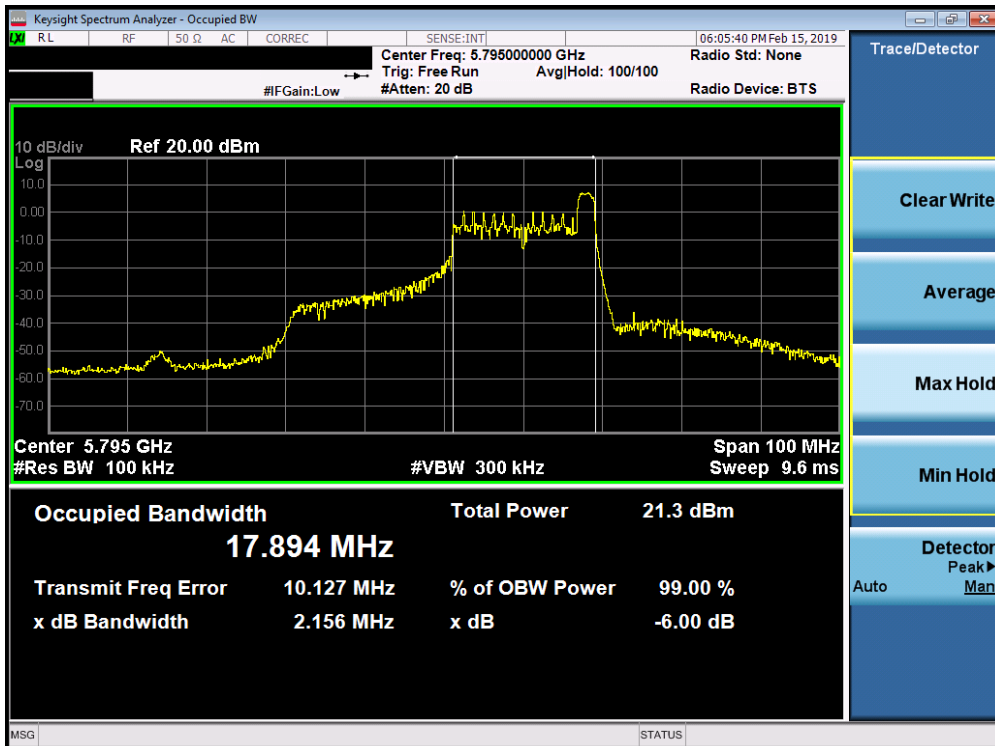 Keysight Spectrum Analyzer - Occupied BW
LXI RL RF 50 Ω AC CORREC SENSE:INT 06:05:40 PM Feb 15, 2019
Center Freq: 5.795000000 GHz Radio Std: None
Trig: Free Run Avg|Hold: 100/100
#IFGain:Low #Atten: 20 dB Radio Device: BTS
10 dB/div Ref 20.00 dBm
Log
10.0
0.00
-10.0
-20.0
-30.0
-40.0
-50.0
-60.0
-70.0
Center 5.795 GHz Span 100 MHz
#Res BW 100 kHz #VBW 300 kHz Sweep 9.6 ms
Occupied Bandwidth Total Power 21.3 dBm
17.894 MHz
Transmit Freq Error 10.127 MHz % of OBW Power 99.00 %
x dB Bandwidth 2.156 MHz x dB -6.00 dB
MSG STATUS
Trace/Detector
Clear Write
Average
Max Hold
Min Hold
Detector
Peak▶
Auto Man